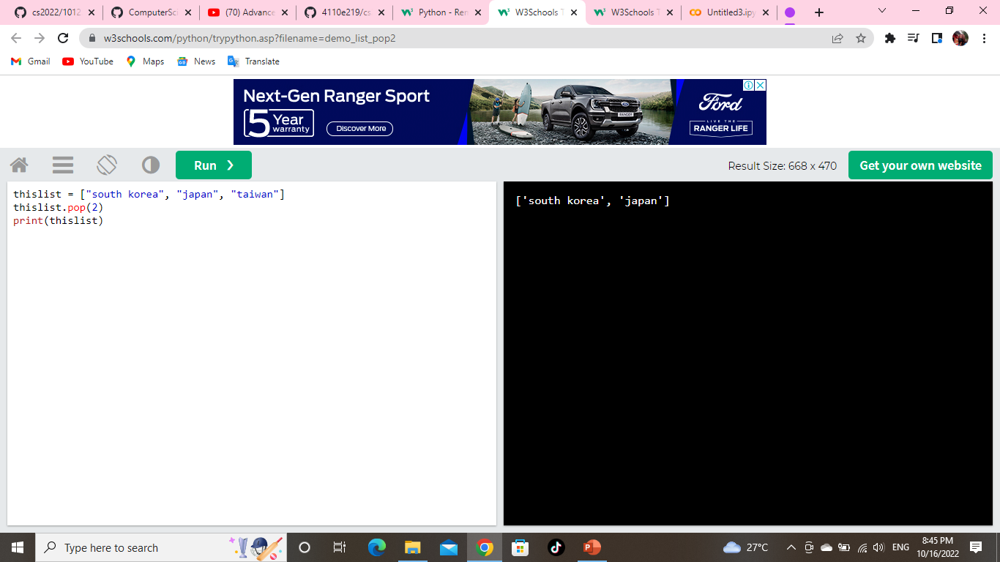 cs2022/1012
ComputerSci
(70) Advance
4110e219/cs
Python - Rem
W3Schools T
W3Schools T
Untitled3.ipy
w3schools.com/python/trypython.asp?filename=demo_list_pop2
Gmail
YouTube
Maps
News
Translate
Next-Gen Ranger Sport
5 Year warranty
Discover More
RANGER
Ford
LIVE THE
RANGER LIFE
Run ❯
Result Size: 668 x 470
Get your own website
thislist = ["south korea", "japan", "taiwan"]
thislist.pop(2)
print(thislist)
['south korea', 'japan']
Type here to search
27°C
ENG
8:45 PM
10/16/2022